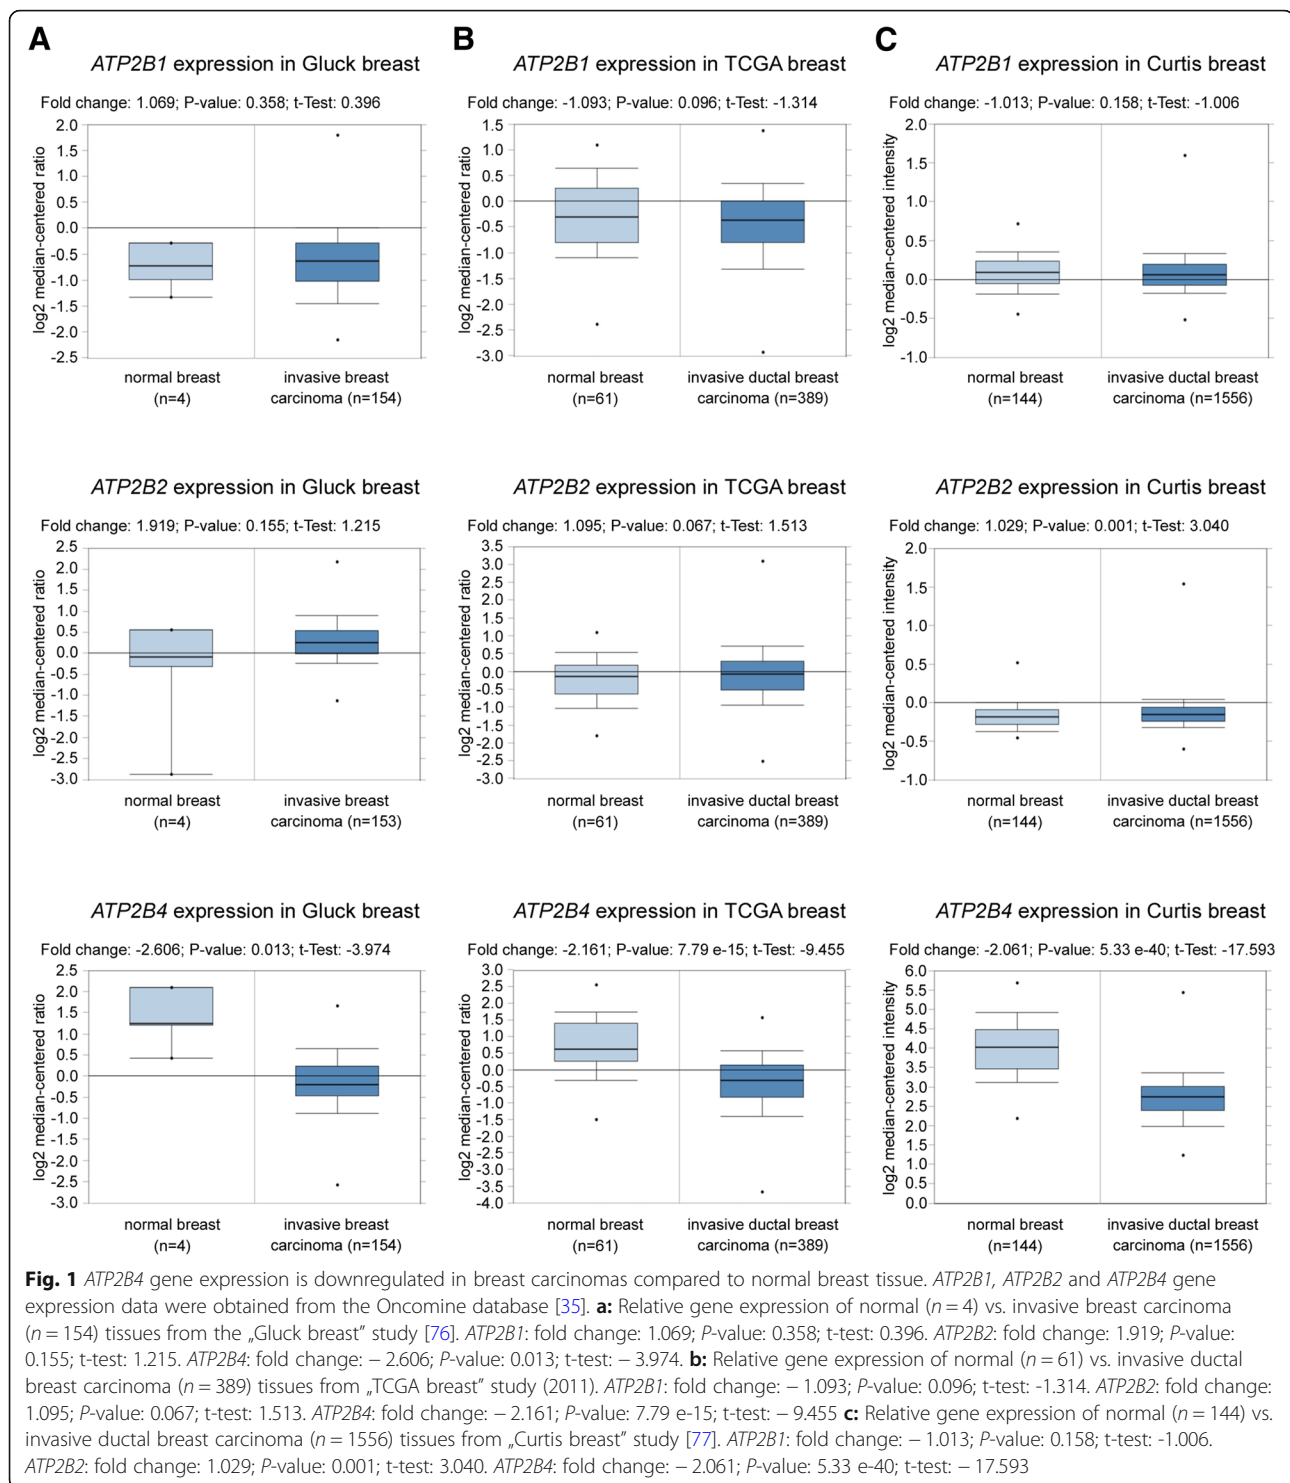 A
B
C
ATP2B1 expression in Gluck breast
Fold change: 1.069; P-value: 0.358; t-Test: 0.396
log2 median-centered ratio
2.0
1.5
1.0
0.5
0.0
-0.5
-1.0
-1.5
-2.0
-2.5
normal breast
(n=4)
invasive breast
carcinoma (n=154)
ATP2B1 expression in TCGA breast
Fold change: -1.093; P-value: 0.096; t-Test: -1.314
log2 median-centered ratio
1.5
1.0
0.5
0.0
-0.5
-1.0
-1.5
-2.0
-2.5
-3.0
normal breast
(n=61)
invasive ductal breast
carcinoma (n=389)
ATP2B1 expression in Curtis breast
Fold change: -1.013; P-value: 0.158; t-Test: -1.006
log2 median-centered intensity
2.0
1.5
1.0
0.5
0.0
-0.5
-1.0
normal breast
(n=144)
invasive ductal breast
carcinoma (n=1556)
ATP2B2 expression in Gluck breast
Fold change: 1.919; P-value: 0.155; t-Test: 1.215
log2 median-centered ratio
2.5
2.0
1.5
1.0
0.5
0.0
-0.5
-1.0
-1.5
-2.0
-2.5
-3.0
normal breast
(n=4)
invasive breast
carcinoma (n=153)
ATP2B2 expression in TCGA breast
Fold change: 1.095; P-value: 0.067; t-Test: 1.513
log2 median-centered ratio
3.5
3.0
2.5
2.0
1.5
1.0
0.5
0.0
-0.5
-1.0
-1.5
-2.0
-2.5
-3.0
normal breast
(n=61)
invasive ductal breast
carcinoma (n=389)
ATP2B2 expression in Curtis breast
Fold change: 1.029; P-value: 0.001; t-Test: 3.040
log2 median-centered intensity
2.0
1.5
1.0
0.5
0.0
-0.5
-1.0
normal breast
(n=144)
invasive ductal breast
carcinoma (n=1556)
ATP2B4 expression in Gluck breast
Fold change: -2.606; P-value: 0.013; t-Test: -3.974
log2 median-centered ratio
2.5
2.0
1.5
1.0
0.5
0.0
-0.5
-1.0
-1.5
-2.0
-2.5
-3.0
normal breast
(n=4)
invasive breast
carcinoma (n=154)
ATP2B4 expression in TCGA breast
Fold change: -2.161; P-value: 7.79 e-15; t-Test: -9.455
log2 median-centered ratio
3.0
2.5
2.0
1.5
1.0
0.5
0.0
-0.5
-1.0
-1.5
-2.0
-2.5
-3.0
-3.5
-4.0
normal breast
(n=61)
invasive ductal breast
carcinoma (n=389)
ATP2B4 expression in Curtis breast
Fold change: -2.061; P-value: 5.33 e-40; t-Test: -17.593
log2 median-centered intensity
6.0
5.5
5.0
4.5
4.0
3.5
3.0
2.5
2.0
1.5
1.0
0.5
0.0
normal breast
(n=144)
invasive ductal breast
carcinoma (n=1556)
Fig. 1 ATP2B4 gene expression is downregulated in breast carcinomas compared to normal breast tissue. ATP2B1, ATP2B2 and ATP2B4 gene
expression data were obtained from the Oncomine database [35]. a: Relative gene expression of normal (n = 4) vs. invasive breast carcinoma
(n = 154) tissues from the „Gluck breast” study [76]. ATP2B1: fold change: 1.069; P-value: 0.358; t-test: 0.396. ATP2B2: fold change: 1.919; P-value:
0.155; t-test: 1.215. ATP2B4: fold change: − 2.606; P-value: 0.013; t-test: − 3.974. b: Relative gene expression of normal (n = 61) vs. invasive ductal
breast carcinoma (n = 389) tissues from „TCGA breast” study (2011). ATP2B1: fold change: − 1.093; P-value: 0.096; t-test: -1.314. ATP2B2: fold change:
1.095; P-value: 0.067; t-test: 1.513. ATP2B4: fold change: − 2.161; P-value: 7.79 e-15; t-test: − 9.455 c: Relative gene expression of normal (n = 144) vs.
invasive ductal breast carcinoma (n = 1556) tissues from „Curtis breast” study [77]. ATP2B1: fold change: − 1.013; P-value: 0.158; t-test: -1.006.
ATP2B2: fold change: 1.029; P-value: 0.001; t-test: 3.040. ATP2B4: fold change: − 2.061; P-value: 5.33 e-40; t-test: − 17.593